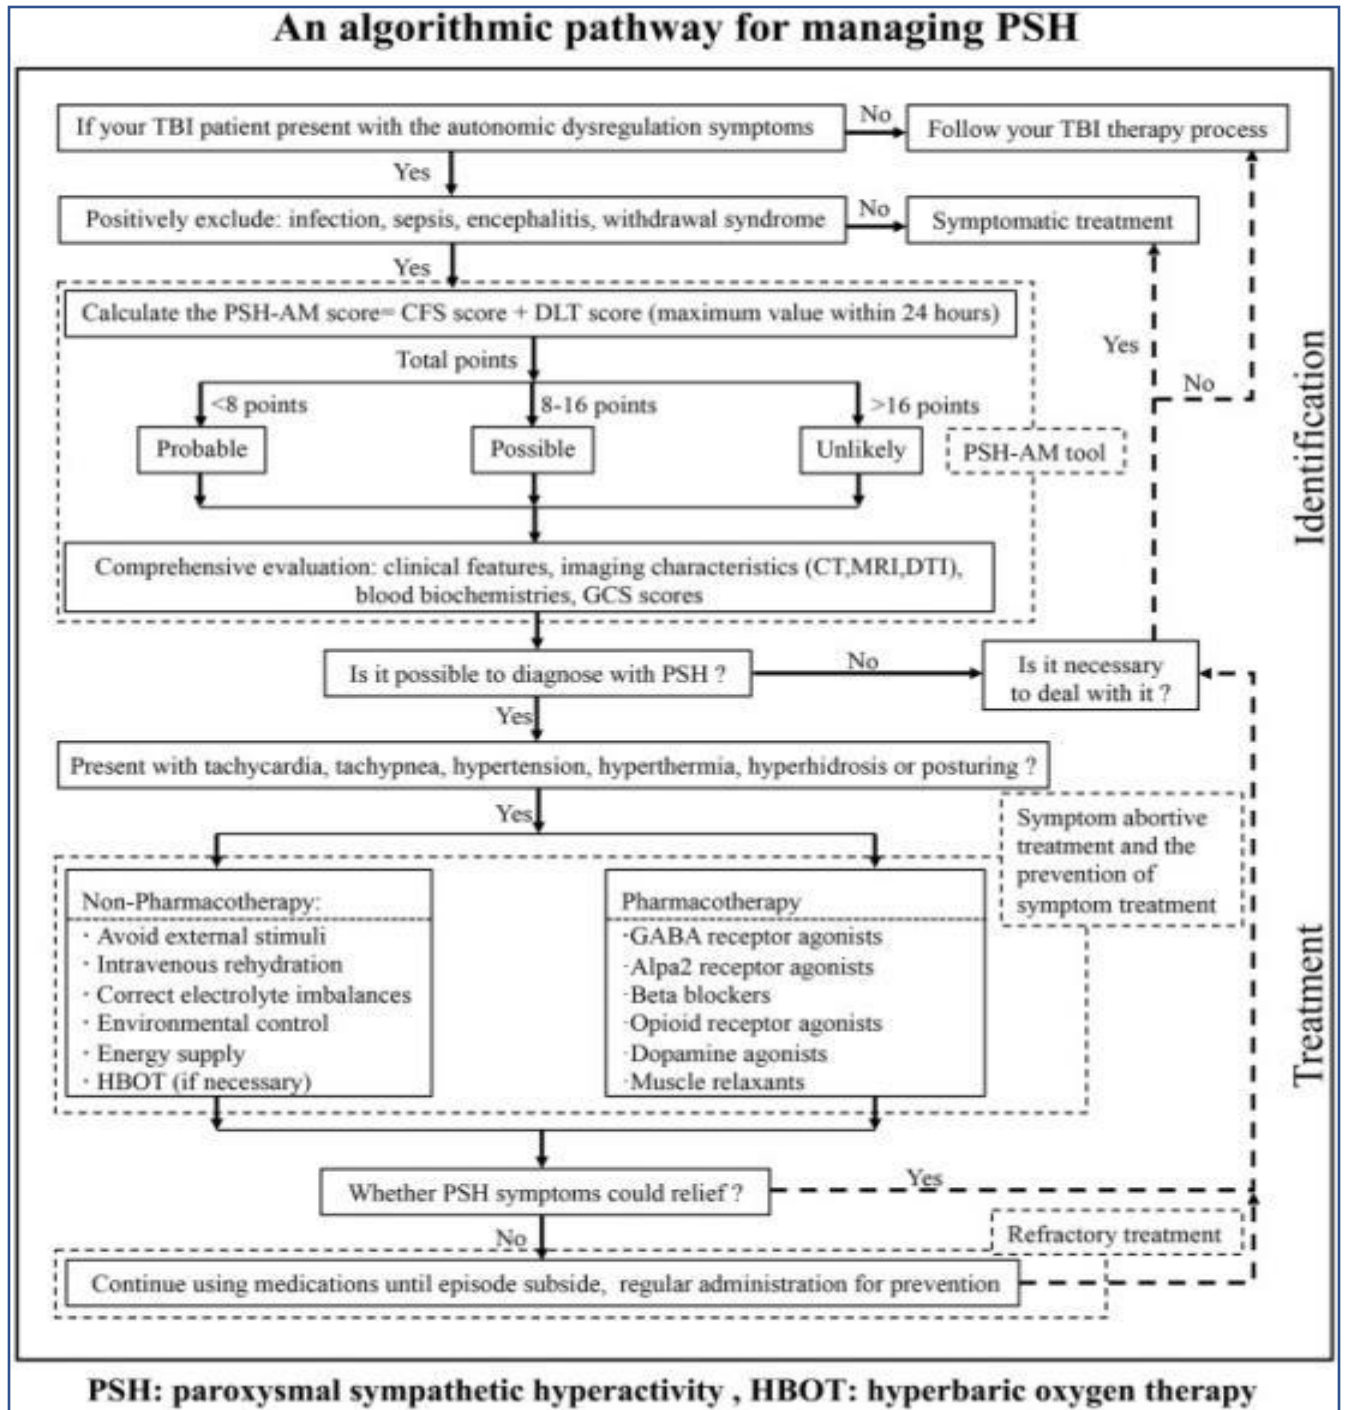 An algorithmic pathway for managing PSH
If your TBI patient present with the autonomic dysregulation symptoms
No
Follow your TBI therapy process
Yes
Positively exclude: infection, sepsis, encephalitis, withdrawal syndrome
No
Symptomatic treatment
Yes
Calculate the PSH-AM score= CFS score + DLT score (maximum value within 24 hours)
Total points
Yes
No
<8 points
8-16 points
>16 points
Probable
Possible
Unlikely
PSH-AM tool
Identification
Comprehensive evaluation: clinical features, imaging characteristics (CT,MRI,DTI),
blood biochemistries, GCS scores
Is it possible to diagnose with PSH ?
No
Is it necessary
to deal with it ?
Yes
Present with tachycardia, tachypnea, hypertension, hyperthermia, hyperhidrosis or posturing ?
Yes
Symptom abortive
treatment and the
prevention of
symptom treatment
Non-Pharmacotherapy:
· Avoid external stimuli
· Intravenous rehydration
· Correct electrolyte imbalances
· Environmental control
· Energy supply
· HBOT (if necessary)
Pharmacotherapy
·GABA receptor agonists
·Alpa2 receptor agonists
·Beta blockers
·Opioid receptor agonists
·Dopamine agonists
·Muscle relaxants
Treatment
Whether PSH symptoms could relief ?
Yes
No
Refractory treatment
Continue using medications until episode subside, regular administration for prevention
PSH: paroxysmal sympathetic hyperactivity , HBOT: hyperbaric oxygen therapy